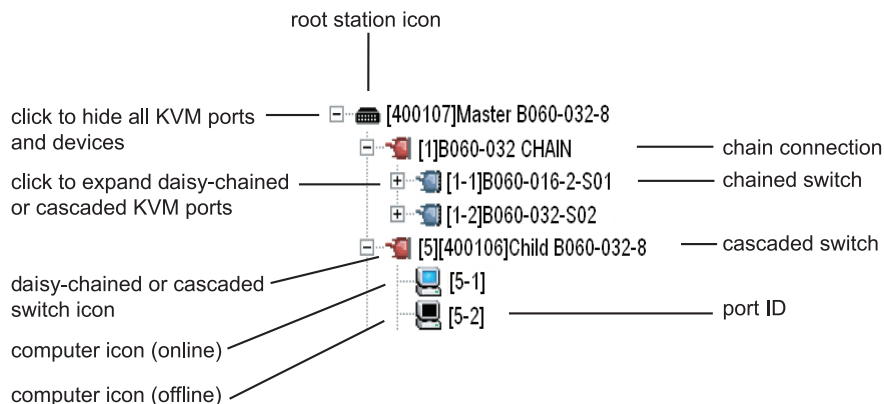 root station icon
click to hide all KVM ports
and devices
[400107]Master B060-032-8
[1]B060-032 CHAIN
chain connection
click to expand daisy-chained
or cascaded KVM ports
[1-1]B060-016-2-S01
chained switch
[1-2]B060-032-S02
[5][400106]Child B060-032-8
cascaded switch
daisy-chained or cascaded
switch icon
[5-1]
[5-2]
port ID
computer icon (online)
computer icon (offline)